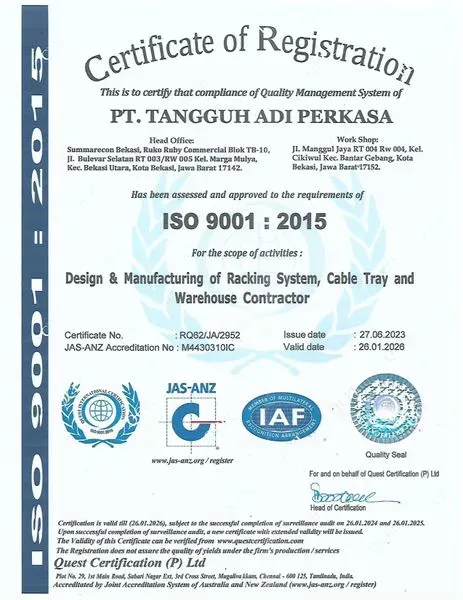 Certificate of Registration
This is to certify that compliance of Quality Management System of
PT. TANGGUH ADI PERKASA
Head Office:
Summarecon Bekasi, Ruko Ruby Commercial Blok TB-10,
Jl. Bulevar Selatan RT 003/RW 005 Kel. Marga Mulya,
Kec. Bekasi Utara, Kota Bekasi, Jawa Barat 17142.
Work Shop:
Jl. Manggul Jaya RT 004 Rw 004, Kel.
Cikiwul Kec. Bantar Gebang, Kota
Bekasi, Jawa Barat 17152.
Has been assessed and approved to the requirements of
ISO 9001 : 2015
For the scope of activities :
Design & Manufacturing of Racking System, Cable Tray and
Warehouse Contractor
Certificate No. : RQ62/JA/2952
JAS-ANZ Accreditation No : M4430310IC
Issue date : 27.06.2023
Valid date : 26.01.2026
ISO 9001 : 2015
QUEST INTERNATIONAL CERTIFICATION
ISO 9001:2015
JAS-ANZ
C
www.jas-anz.org / register
MEMBER OF MULTILATERAL
IAF
RECOGNITION ARRANGEMENT
Quality Seal
For and on behalf of Quest Certification (P) Ltd
Head of Certification
Certification is valid till (26.01.2026), subject to the successful completion of surveillance audit on 26.01.2024 and 26.01.2025.
Upon successful completion of surveillance audit, a new certificate with extended validity will be issued.
The Validity of this Certificate can be verified from www.questcertification.com
The Registration does not assure the quality of yields under the firm's production / services
Quest Certification (P) Ltd
Plot No. 29, 1st Main Road, Sabari Nagar Ext, 3rd Cross Street, Mugalivakkam, Chennai - 600 125, Tamilnadu, India.
Accredited by Joint Accreditation System of Australia and New Zealand (www.jas-anz.org / register)